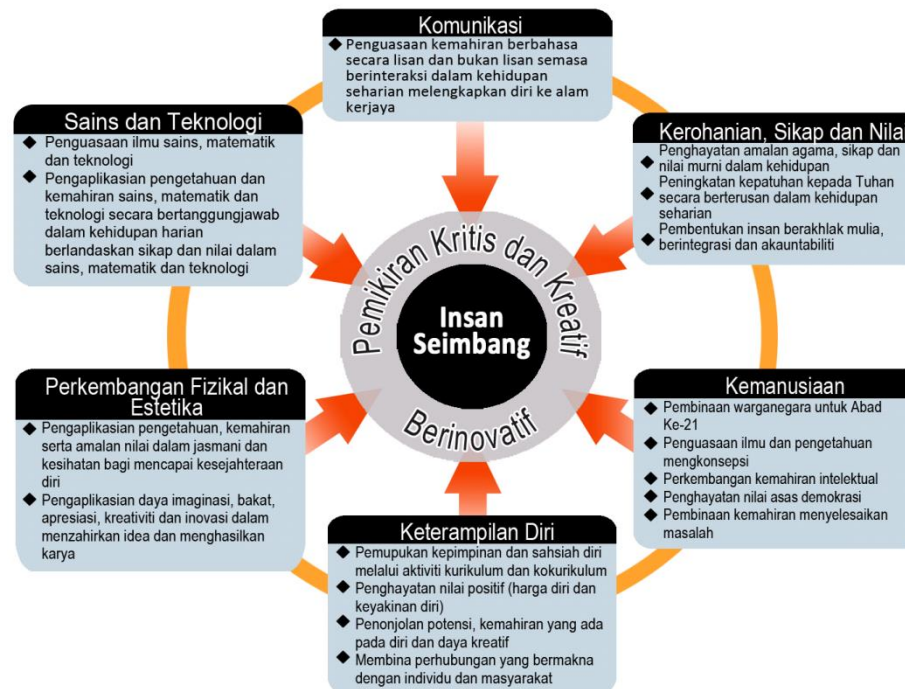 Komunikasi
◆ Penguasaan kemahiran berbahasa
secara lisan dan bukan lisan semasa
berinteraksi dalam kehidupan
seharian melengkapkan diri ke alam
kerjaya
Sains dan Teknologi
◆ Penguasaan ilmu sains, matematik
dan teknologi
◆ Pengaplikasian pengetahuan dan
kemahiran sains, matematik dan
teknologi secara bertanggungjawab
dalam kehidupan harian
berlandaskan sikap dan nilai dalam
sains, matematik dan teknologi
Kerohanian, Sikap dan Nilai
◆ Penghayatan amalan agama, sikap dan
nilai murni dalam kehidupan
◆ Peningkatan kepatuhan kepada Tuhan
secara berterusan dalam kehidupan
seharian
◆ Pembentukan insan berakhlak mulia,
berintegrasi dan akauntabiliti
Pemikiran Kritis dan Kreatif
Insan
Seimbang
Berinovatif
Perkembangan Fizikal dan
Estetika
◆ Pengaplikasian pengetahuan, kemahiran
serta amalan nilai dalam jasmani dan
kesihatan bagi mencapai kesejahteraan
diri
◆ Pengaplikasian daya imaginasi, bakat,
apresiasi, kreativiti dan inovasi dalam
menzahirkan idea dan menghasilkan
karya
Kemanusiaan
◆ Pembinaan warganegara untuk Abad
Ke-21
◆ Penguasaan ilmu dan pengetahuan
mengkonsepsi
◆ Perkembangan kemahiran intelektual
◆ Penghayatan nilai asas demokrasi
◆ Pembinaan kemahiran menyelesaikan
masalah
Keterampilan Diri
◆ Pemupukan kepimpinan dan sahsiah diri
melalui aktiviti kurikulum dan kokurikulum
◆ Penghayatan nilai positif (harga diri dan
keyakinan diri)
◆ Penonjolan potensi, kemahiran yang ada
pada diri dan daya kreatif
◆ Membina perhubungan yang bermakna
dengan individu dan masyarakat